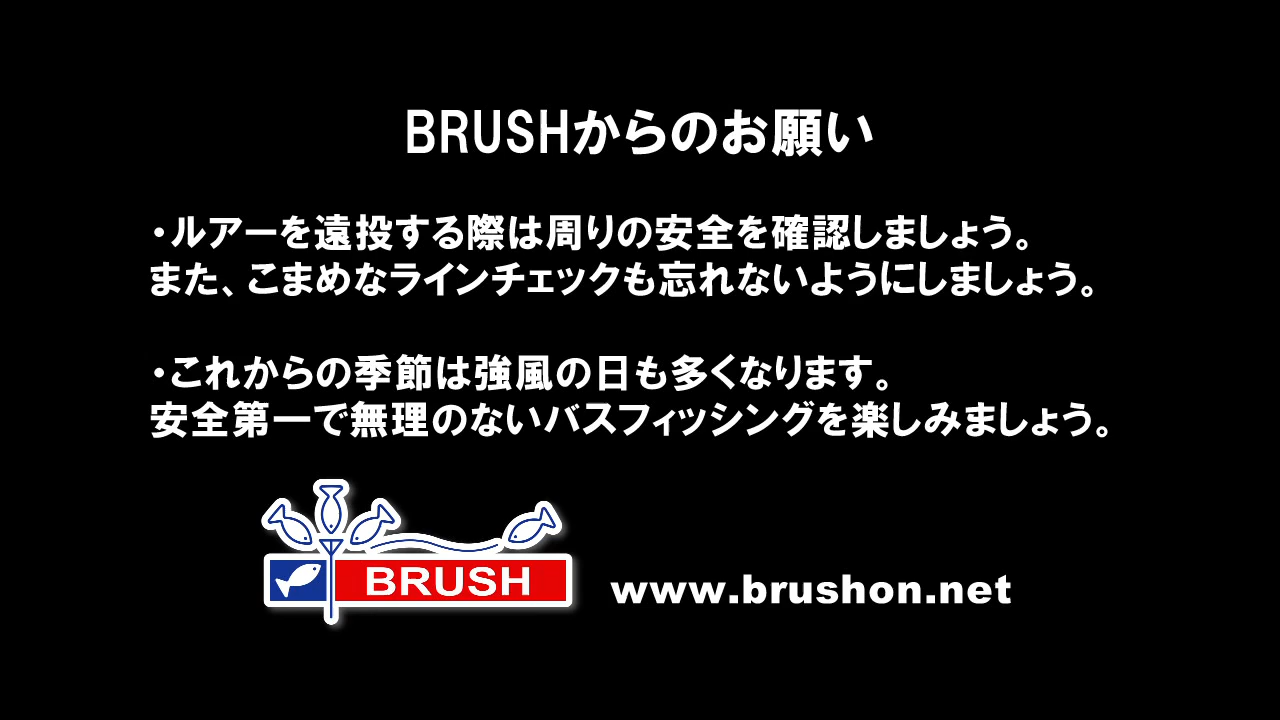 BRUSHからのお願い
・ルアーを遠投する際は周りの安全を確認しましょう。
また、こまめなラインチェックも忘れないようにしましょう。
・これからの季節は強風の日も多くなります。
安全第一で無理のないバスフィッシングを楽しみましょう。
BRUSH
www.brushon.net